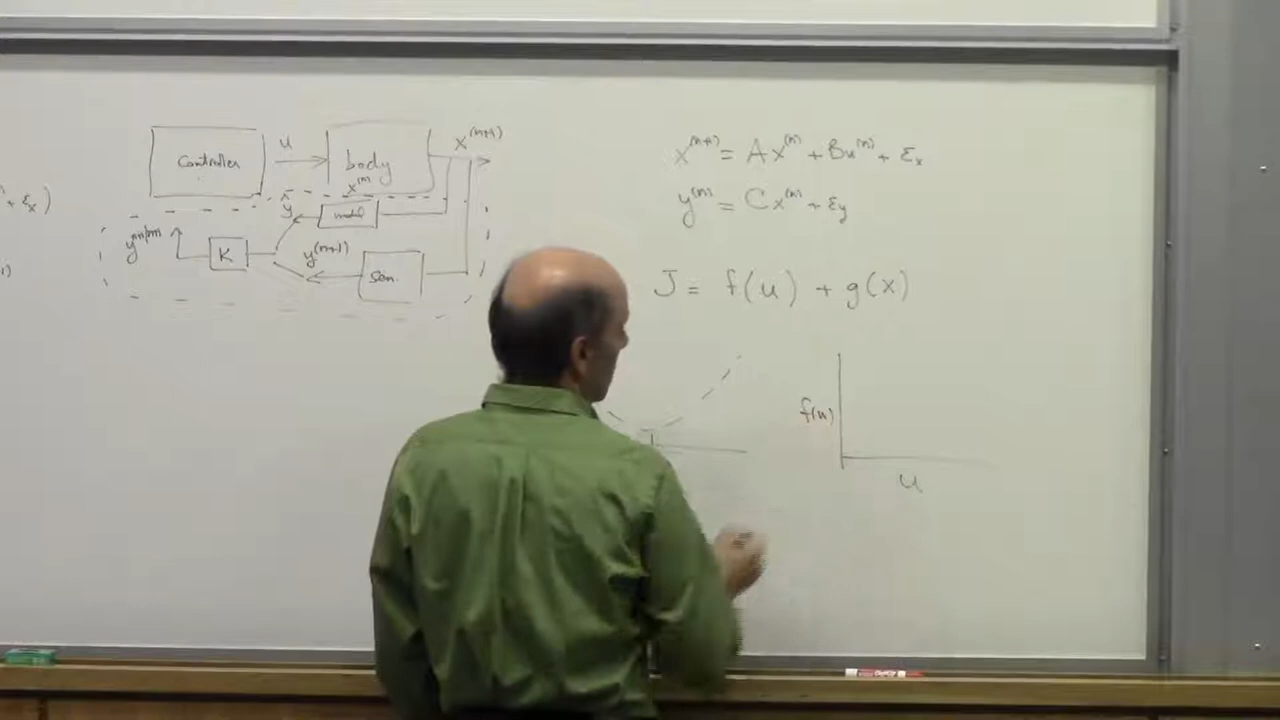 Controller
u
body
x^(n+1)
x^(n)
ŷ
model
K
y^(n+1)
sen.
+ ε_x)
x^(n+1) = Ax^(n) + Bu^(n) + ε_x
y^(n) = Cx^(n) + ε_y
J = f(u) + g(x)
f(u)
u